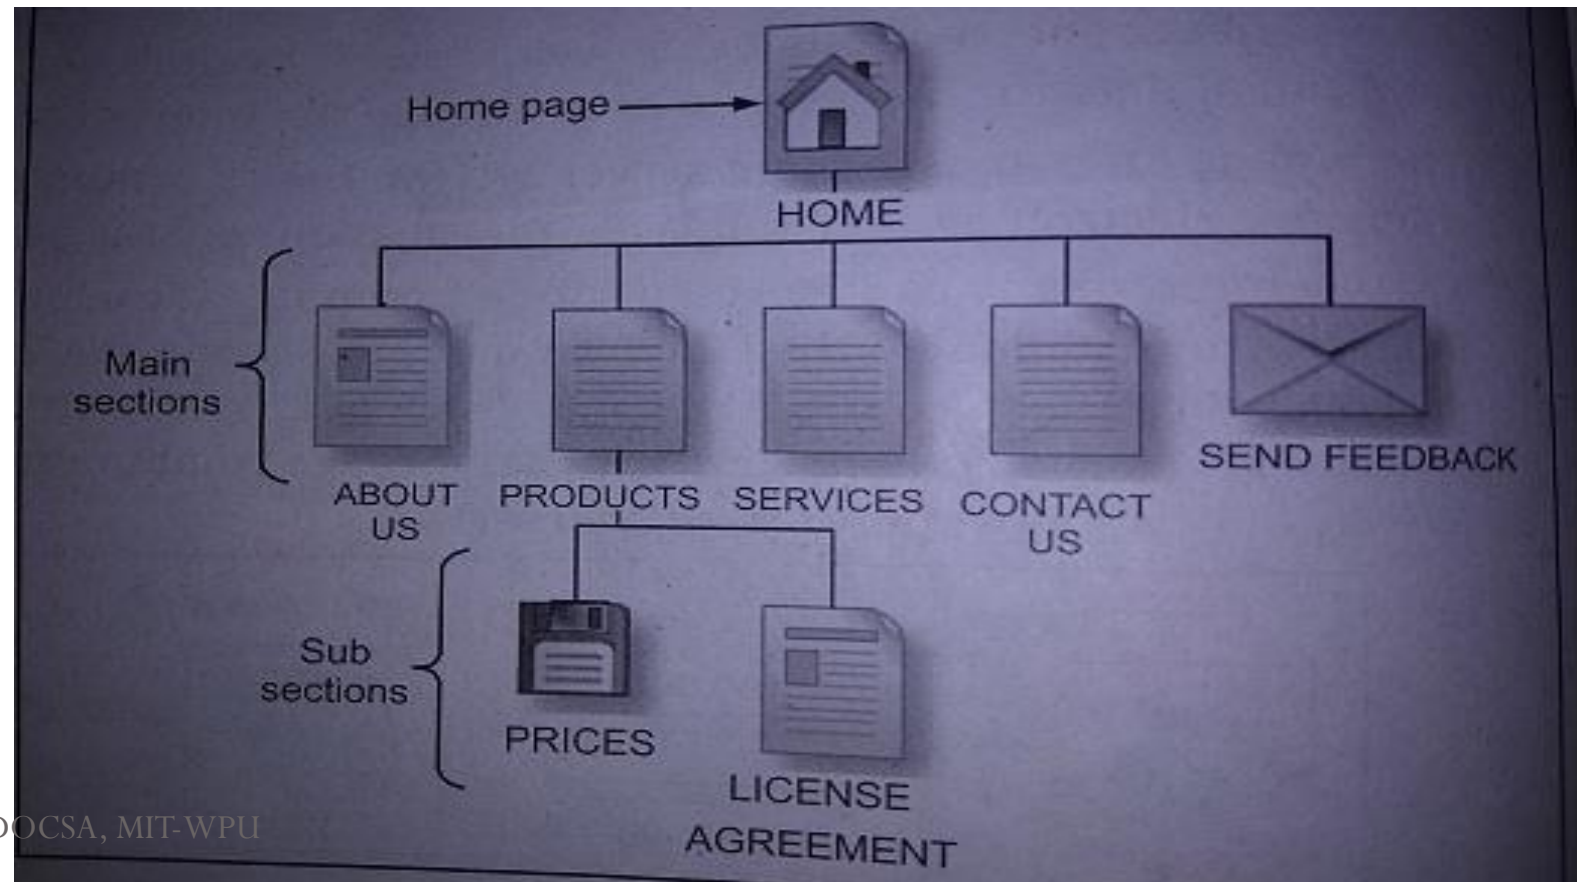 Home page
HOME
Main
sections
ABOUT
US
PRODUCTS
SERVICES
CONTACT
US
SEND FEEDBACK
Sub
sections
PRICES
LICENSE
AGREEMENT
DOCSA, MIT-WPU